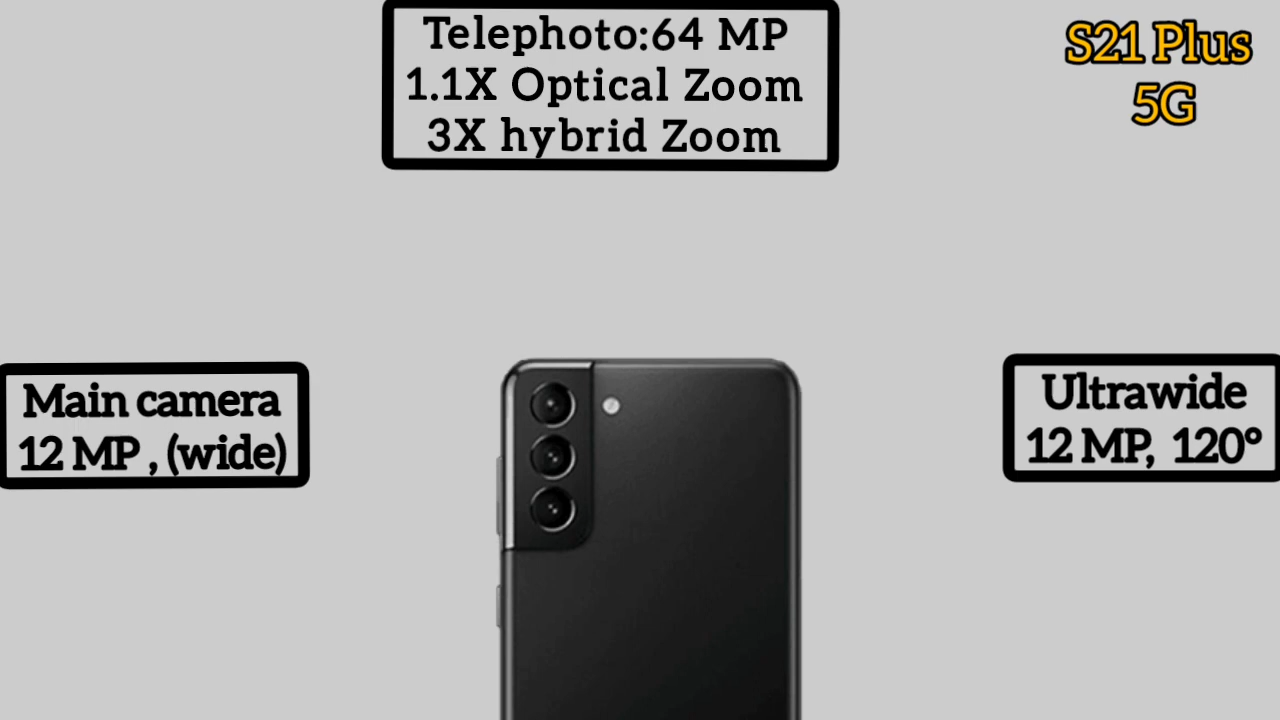 Telephoto:64 MP
1.1X Optical Zoom
3X hybrid Zoom
S21 Plus
5G
Main camera
12 MP , (wide)
Ultrawide
12 MP, 120°